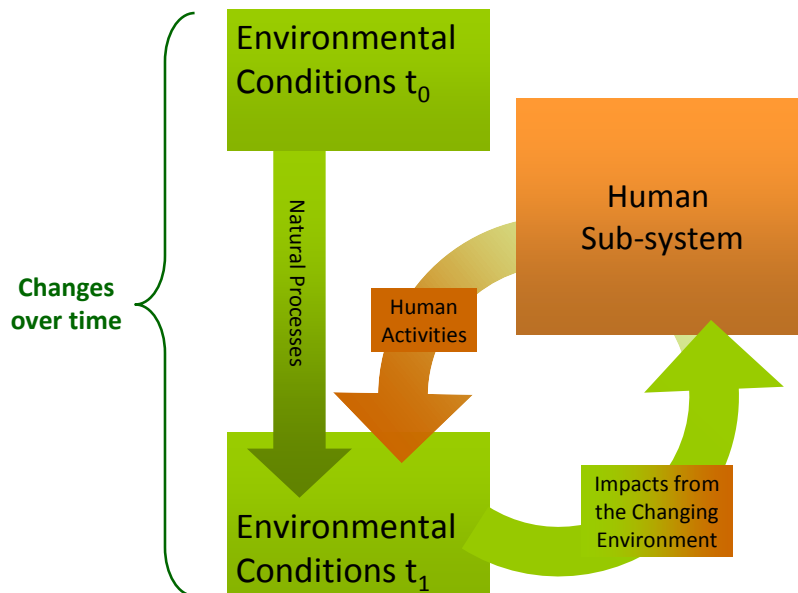 Environmental
Conditions t₀
Human
Sub-system
Natural Processes
Changes
over time
Human
Activities
Impacts from
the Changing
Environment
Environmental
Conditions t₁